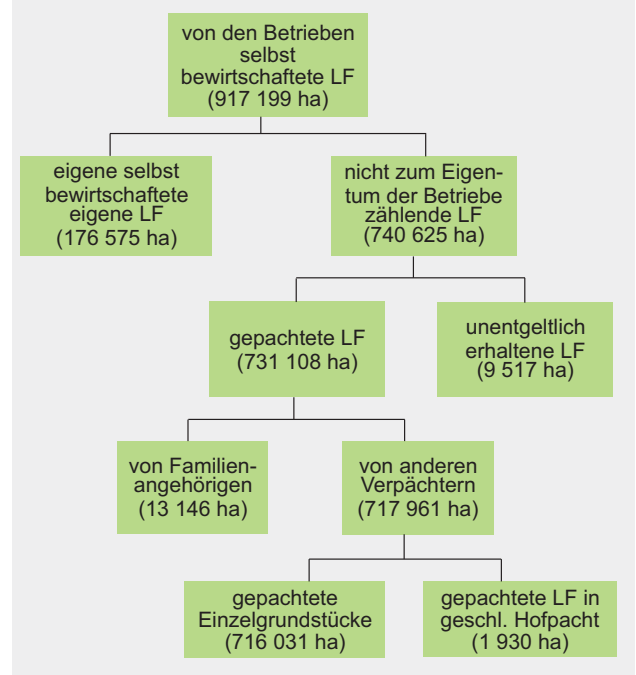 von den Betrieben
selbst
bewirtschaftete LF
(917 199 ha)
eigene selbst
bewirtschaftete
eigene LF
(176 575 ha)
nicht zum Eigen-
tum der Betriebe
zählende LF
(740 625 ha)
gepachtete LF
(731 108 ha)
unentgeltlich
erhaltene LF
(9 517 ha)
von Familien-
angehörigen
(13 146 ha)
von anderen
Verpächtern
(717 961 ha)
gepachtete
Einzelgrundstücke
(716 031 ha)
gepachtete LF in
geschl. Hofpacht
(1 930 ha)